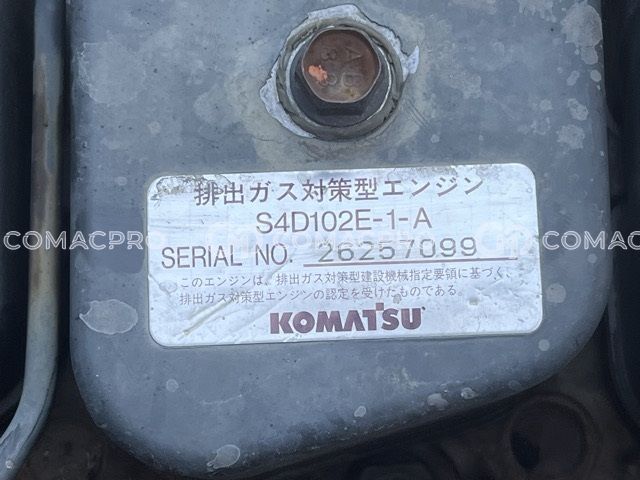 排出ガス対策型エンジン
S4D102E-1-A
SERIAL NO. 26257099
このエンジンは、排出ガス対策型建設機械指定要領に基づく、
排出ガス対策型エンジンの認定を受けたものである。
KOMATSU
COMACPRO
COMACPRO
COMACPRO